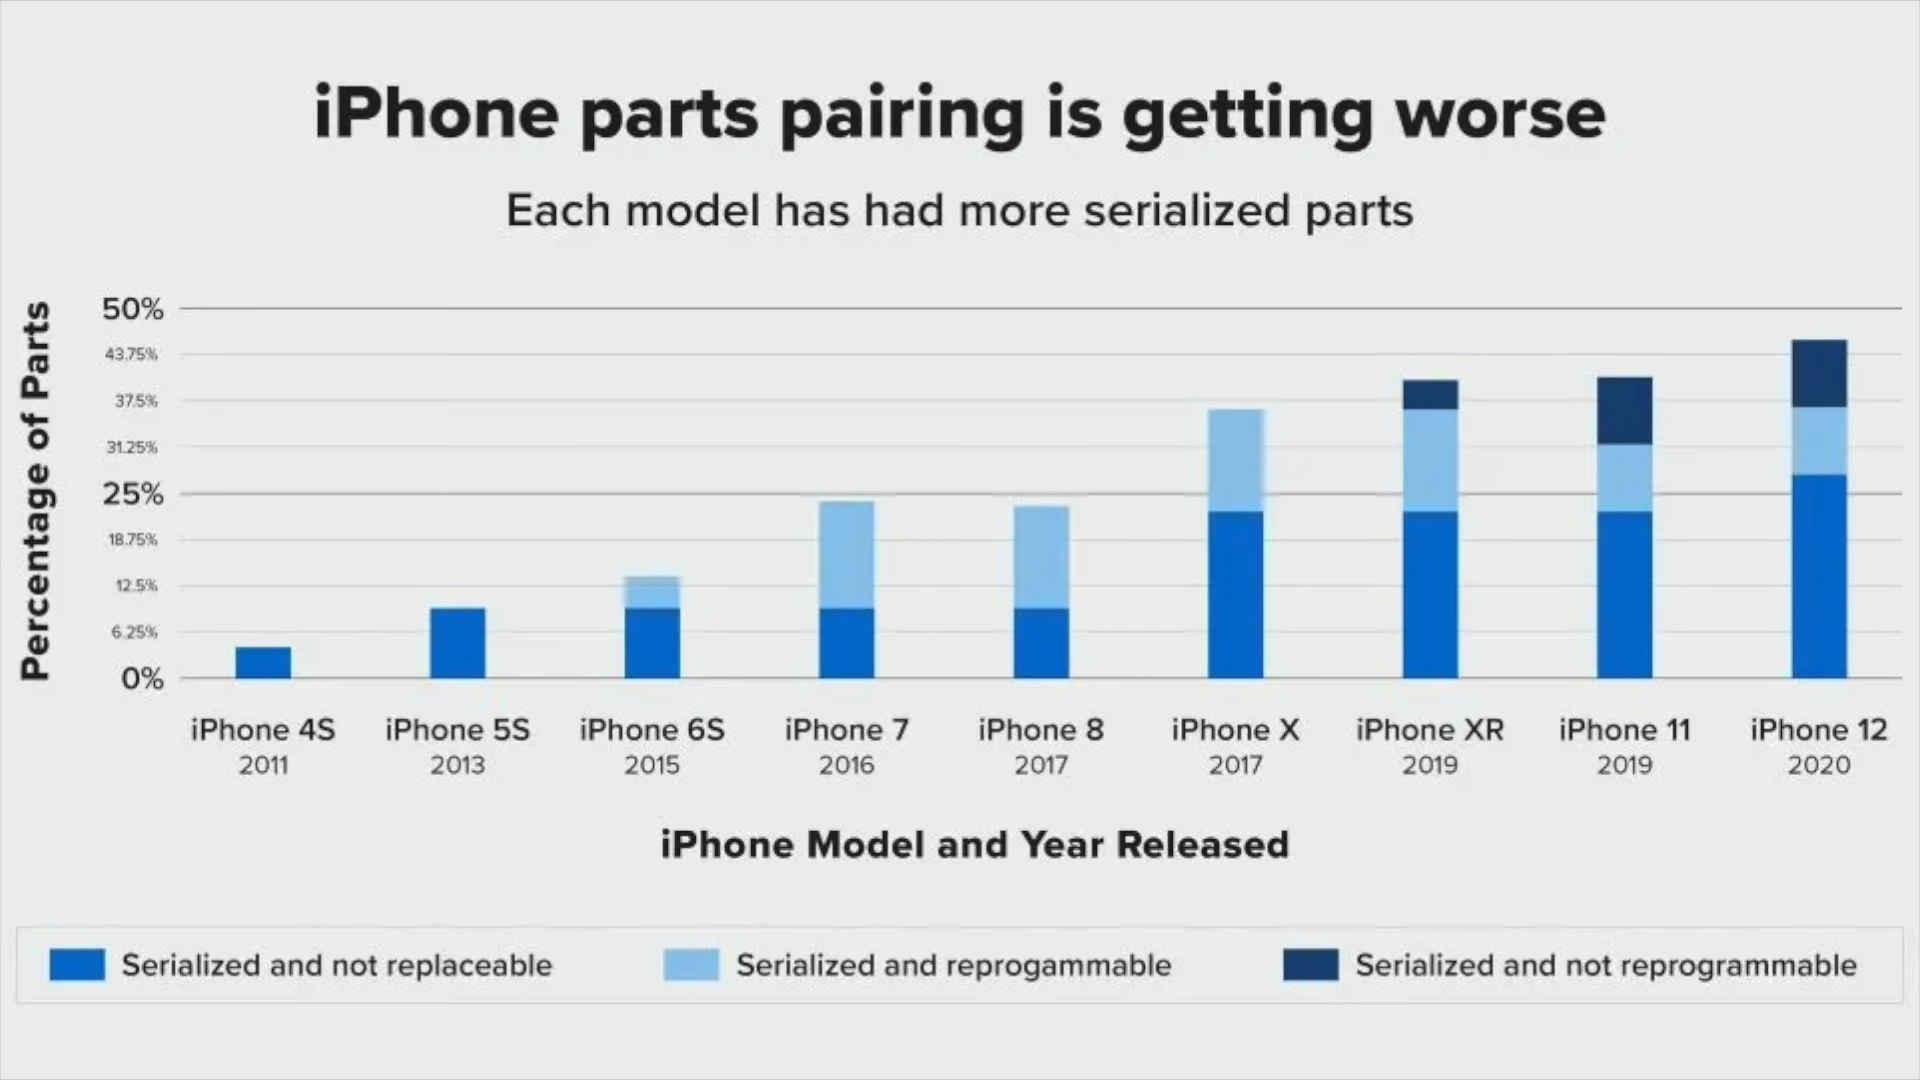 iPhone parts pairing is getting worse
Each model has had more serialized parts
Percentage of Parts
50%
43.75%
37.5%
31.25%
25%
18.75%
12.5%
6.25%
0%
iPhone 4S iPhone 5S iPhone 6S iPhone 7 iPhone 8 iPhone X iPhone XR iPhone 11 iPhone 12
2011 2013 2015 2016 2017 2017 2019 2019 2020
iPhone Model and Year Released
Serialized and not replaceable Serialized and reprogammable Serialized and not reprogrammable